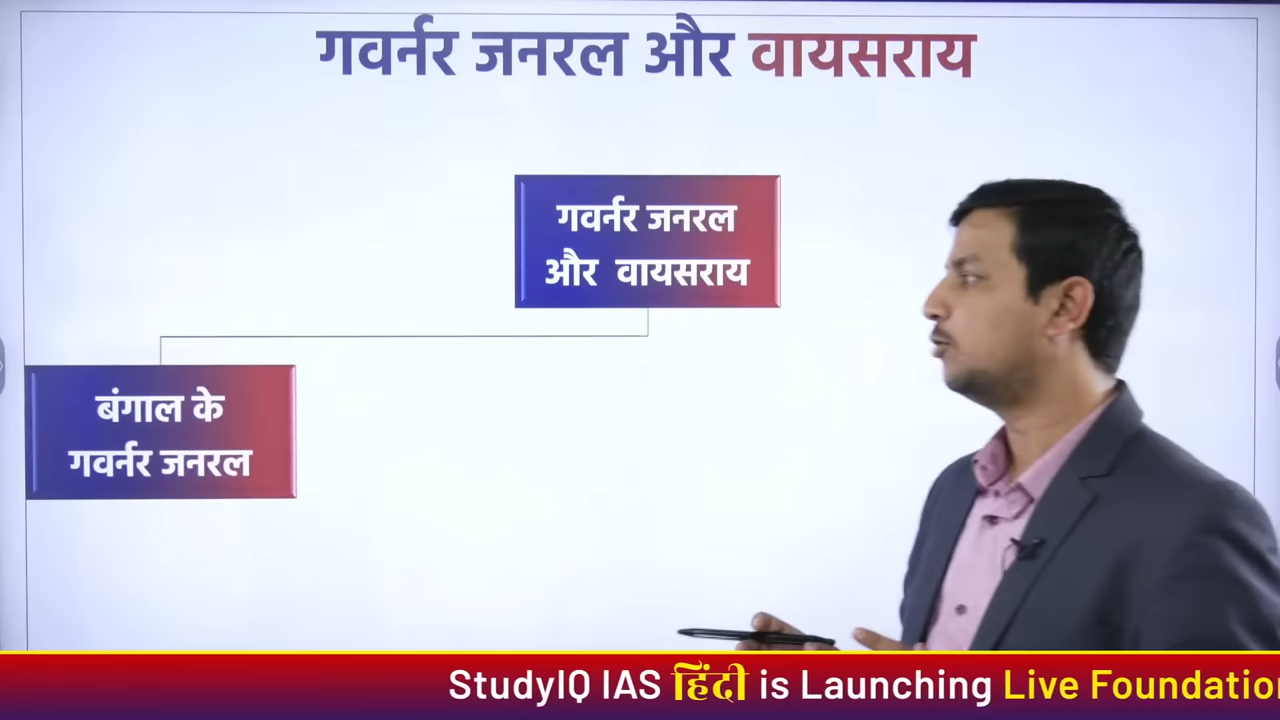 गवर्नर जनरल और वायसराय
गवर्नर जनरल
और वायसराय
बंगाल के
गवर्नर जनरल
StudyIQ IAS हिंदी is Launching Live Foundation